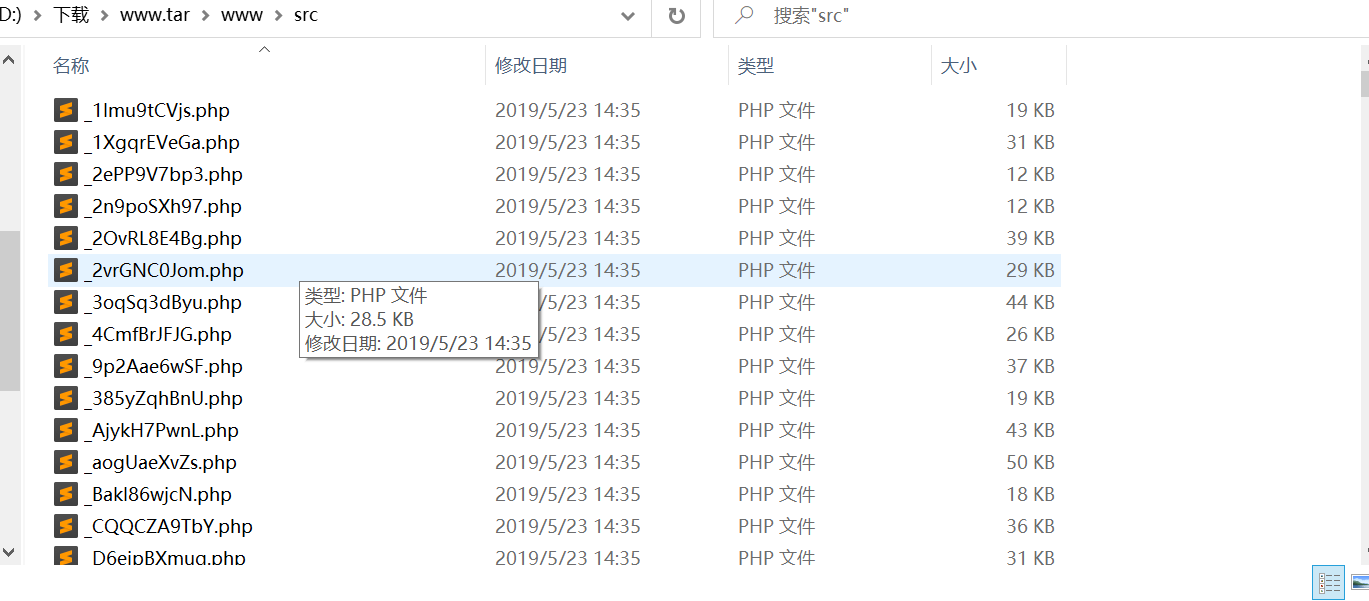 D:) > 下载 > www.tar > www > src
搜索"src"
名称 修改日期 类型 大小
_1lmu9tCVjs.php 2019/5/23 14:35 PHP 文件 19 KB
_1XgqrEVeGa.php 2019/5/23 14:35 PHP 文件 31 KB
_2ePP9V7bp3.php 2019/5/23 14:35 PHP 文件 12 KB
_2n9poSXh97.php 2019/5/23 14:35 PHP 文件 12 KB
_2OvRL8E4Bg.php 2019/5/23 14:35 PHP 文件 39 KB
_2vrGNC0Jom.php 2019/5/23 14:35 PHP 文件 29 KB
_3oqSq3dByu.php 2019/5/23 14:35 PHP 文件 44 KB
_4CmfBrJFJG.php 5/23 14:35 PHP 文件 26 KB
_9p2Aae6wSF.php 2019/5/23 14:35 PHP 文件 37 KB
_385yZqhBnU.php 2019/5/23 14:35 PHP 文件 19 KB
_AjykH7PwnL.php 2019/5/23 14:35 PHP 文件 43 KB
_aogUaeXvZs.php 2019/5/23 14:35 PHP 文件 50 KB
_Bakl86wjcN.php 2019/5/23 14:35 PHP 文件 18 KB
_CQQCZA9TbY.php 2019/5/23 14:35 PHP 文件 36 KB
_D6eipBXmuq.php 2019/5/23 14:35 PHP 文件 31 KB
类型: PHP 文件
大小: 28.5 KB
修改日期: 2019/5/23 14:35